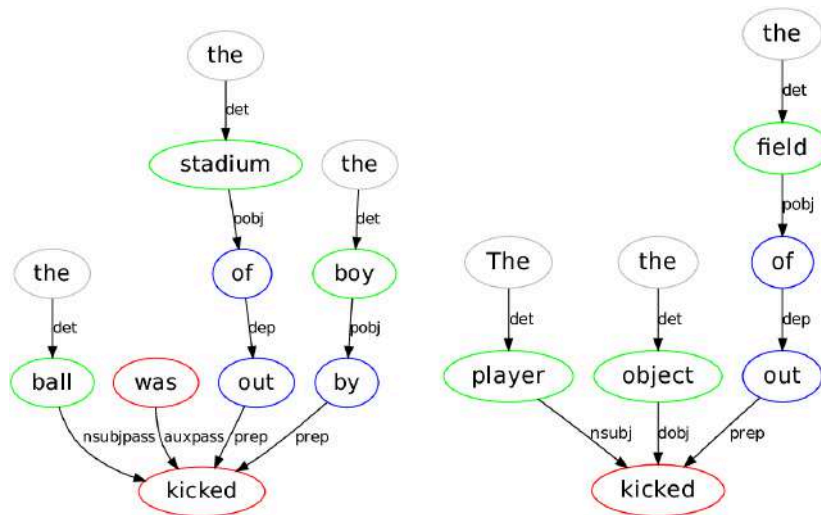 the
det
stadium
the
pobj
det
the
of
boy
det
dep
pobj
ball
was
out
by
nsubjpass
auxpass
prep
prep
kicked
the
det
field
pobj
The
the
of
det
det
dep
player
object
out
nsubj
dobj
prep
kicked